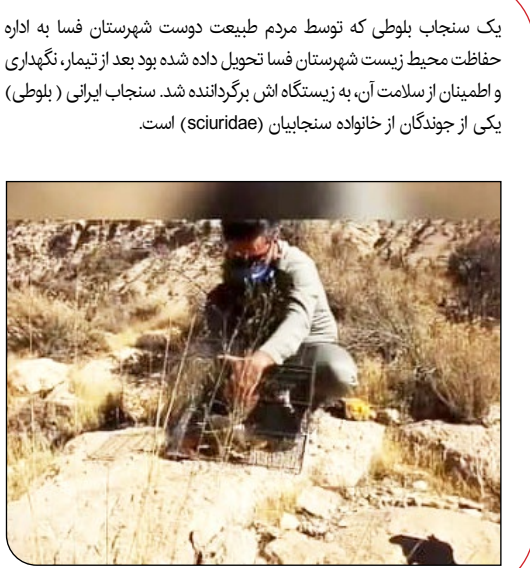 یک سنجاب بلوطی که توسط مردم طبیعت دوست شهرستان فسا به اداره
حفاظت محیط زیست شهرستان فسا تحویل داده شده بود بعد از تیمار، نگهداری
و اطمینان از سلامت آن، به زیستگاه اش برگرداننده شد. سنجاب ایرانی ( بلوطی)
یکی از جوندگان از خانواده سنجابیان (sciuridae) است.